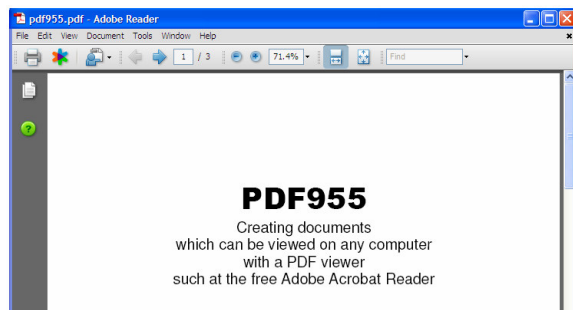 pdf955.pdf - Adobe Reader
File Edit View Document Tools Window Help
1 / 3 71.4% Find
PDF955
Creating documents
which can be viewed on any computer
with a PDF viewer
such at the free Adobe Acrobat Reader